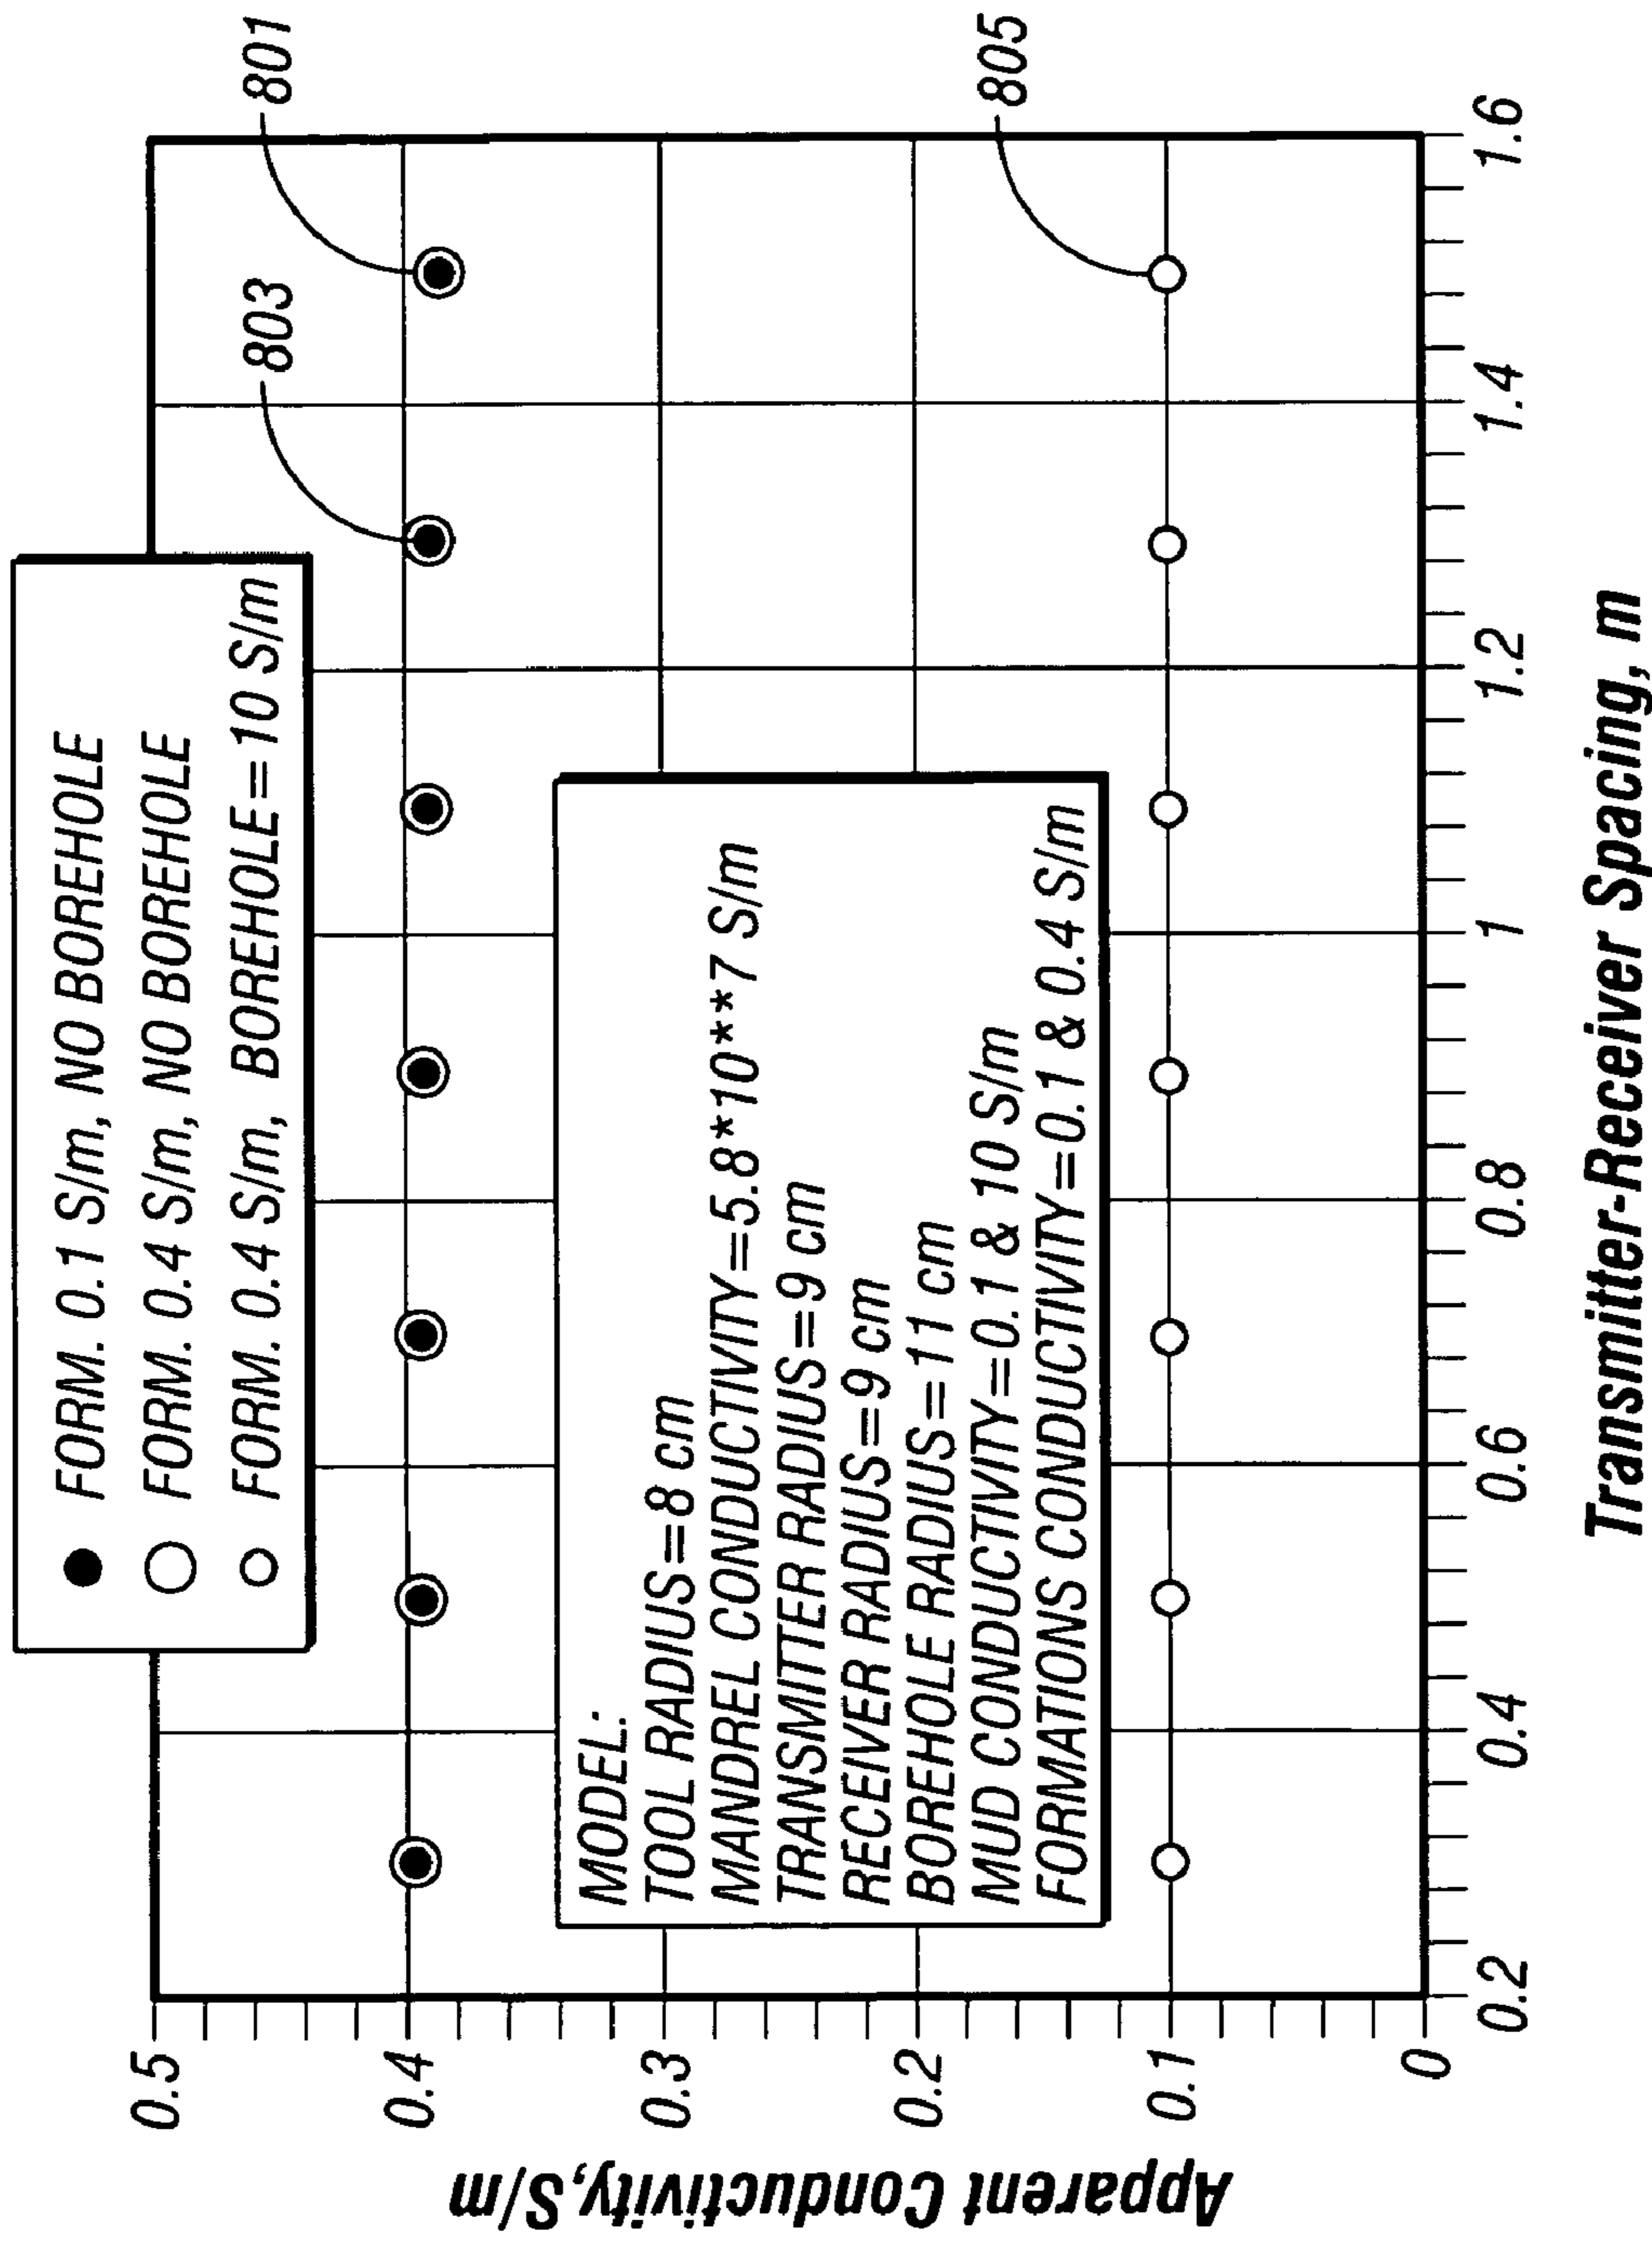 FORM. 0.1 S/m, NO BOREHOLE
FORM. 0.4 S/m, NO BOREHOLE
FORM. 0.4 S/m, BOREHOLE=10 S/m
801
803
805
MODEL:
TOOL RADIUS=8 cm
MANDREL CONDUCTIVITY=5.8*10**7 S/m
TRANSMITTER RADIUS=9 cm
RECEIVER RADIUS=9 cm
BOREHOLE RADIUS=11 cm
MUD CONDUCTIVITY=0.1 & 10 S/m
FORMATIONS CONDUCTIVITY=0.1 & 0.4 S/m
Apparent Conductivity,S/m
0.5
0.4
0.3
0.2
0.1
0
0.2
0.4
0.6
0.8
1
1.2
1.4
1.6
Transmitter-Receiver Spacing, m